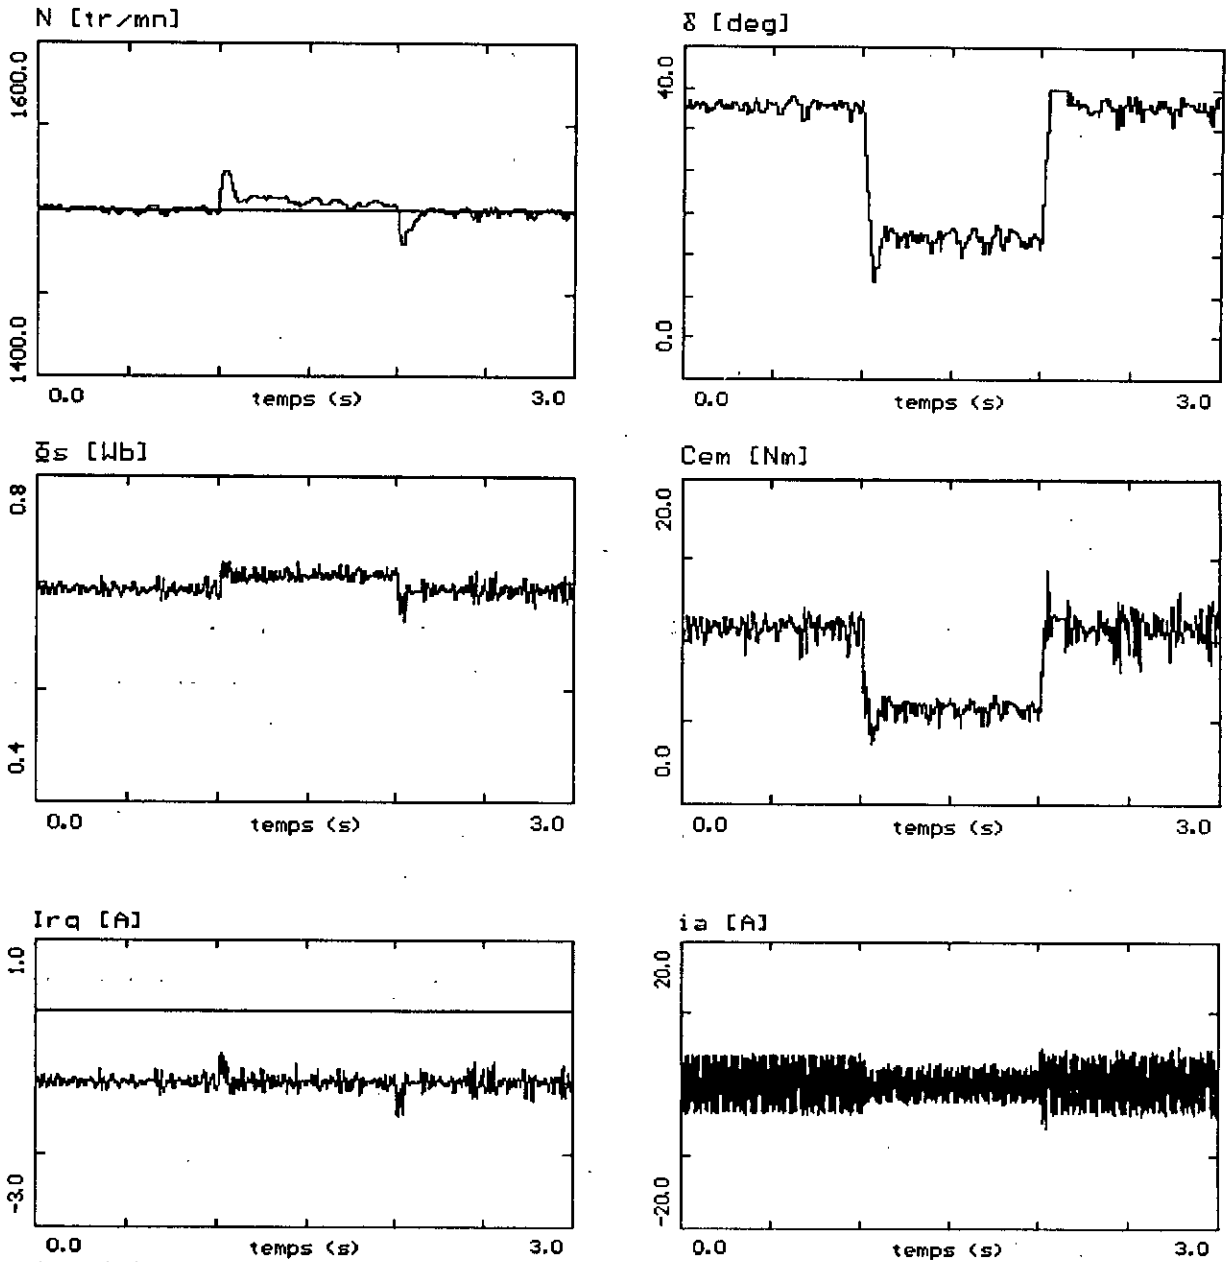 N [tr/mn]
1600.0
1400.0
0.0 temps (s) 3.0
δ [deg]
40.0
0.0
0.0 temps (s) 3.0
Φs [Wb]
0.8
0.4
0.0 temps (s) 3.0
Cem [Nm]
20.0
0.0
0.0 temps (s) 3.0
Irq [A]
1.0
-3.0
0.0 temps (s) 3.0
ia [A]
20.0
-20.0
0.0 temps (s) 3.0